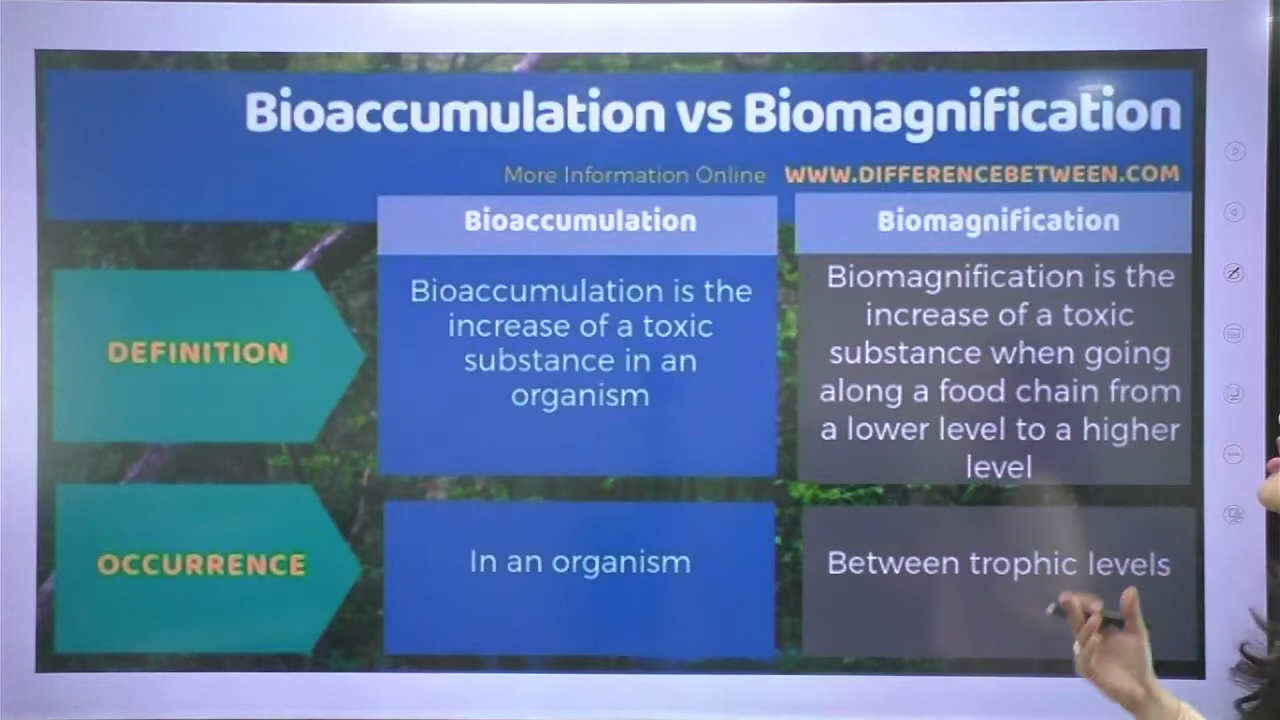 Bioaccumulation vs Biomagnification
More Information Online WWW.DIFFERENCEBETWEEN.COM
Bioaccumulation
Biomagnification
DEFINITION
Bioaccumulation is the
increase of a toxic
substance in an
organism
Biomagnification is the
increase of a toxic
substance when going
along a food chain from
a lower level to a higher
level
OCCURRENCE
In an organism
Between trophic levels